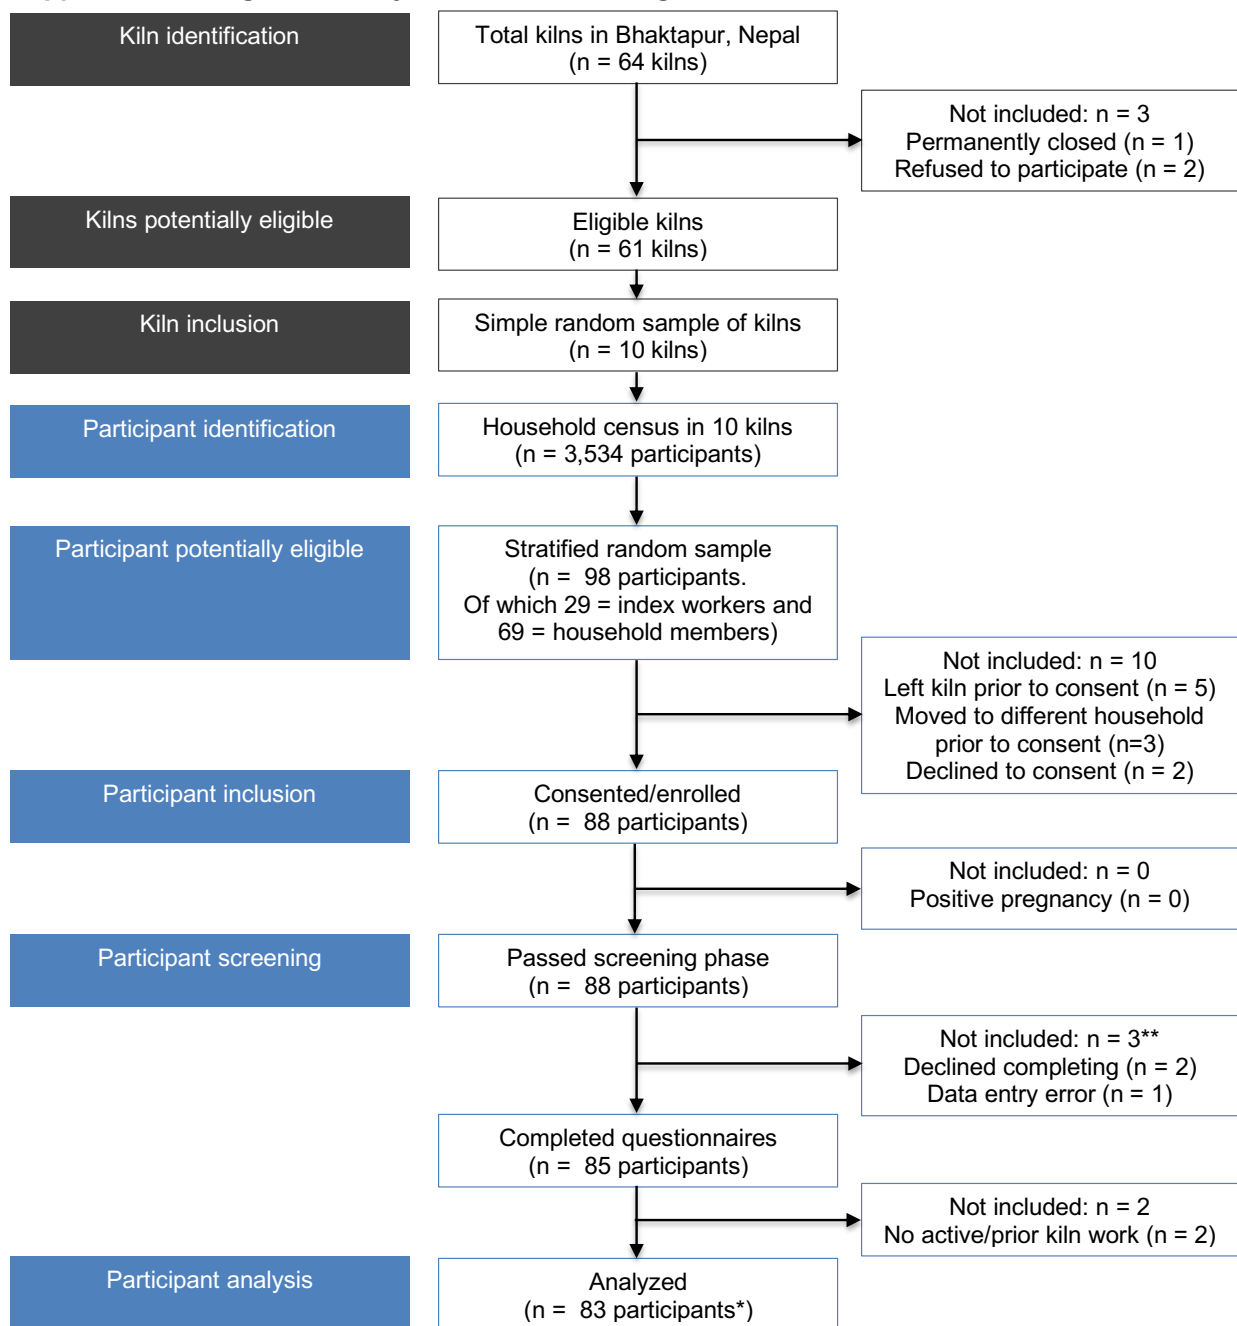 Kiln identification
Total kilns in Bhaktapur, Nepal
(n = 64 kilns)
Not included: n = 3
Permanently closed (n = 1)
Refused to participate (n = 2)
Kilns potentially eligible
Eligible kilns
(n = 61 kilns)
Kiln inclusion
Simple random sample of kilns
(n = 10 kilns)
Participant identification
Household census in 10 kilns
(n = 3,534 participants)
Participant potentially eligible
Stratified random sample
(n = 98 participants.
Of which 29 = index workers and
69 = household members)
Not included: n = 10
Left kiln prior to consent (n = 5)
Moved to different household
prior to consent (n=3)
Declined to consent (n = 2)
Participant inclusion
Consented/enrolled
(n = 88 participants)
Not included: n = 0
Positive pregnancy (n = 0)
Participant screening
Passed screening phase
(n = 88 participants)
Not included: n = 3**
Declined completing (n = 2)
Data entry error (n = 1)
Completed questionnaires
(n = 85 participants)
Not included: n = 2
No active/prior kiln work (n = 2)
Participant analysis
Analyzed
(n = 83 participants*)